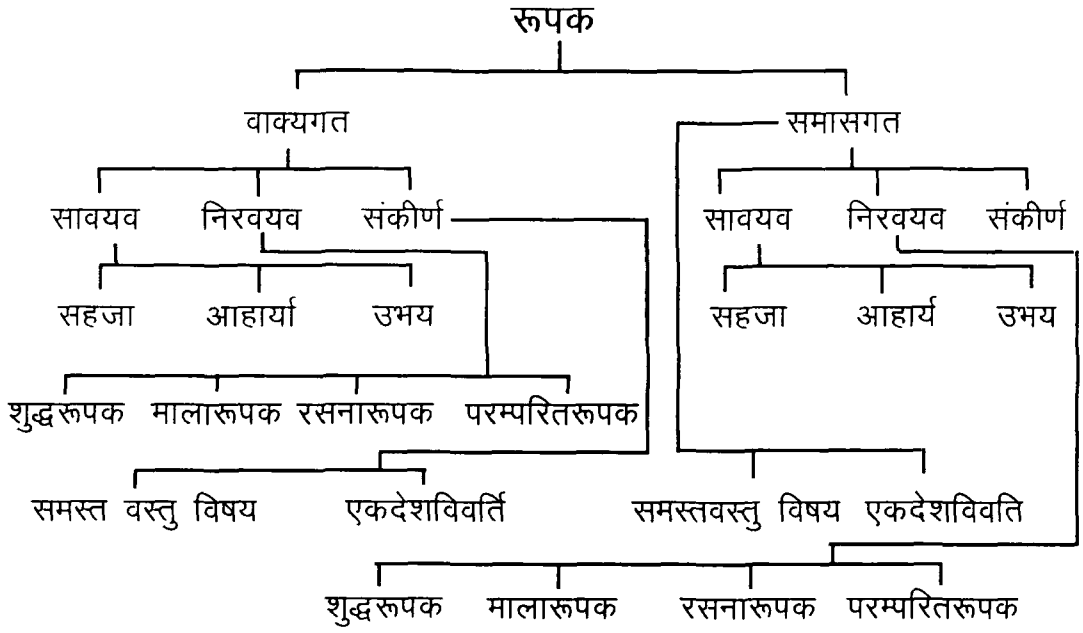 रूपक
वाक्यगत समासगत
सावयव निरवयव संकीर्ण सावयव निरवयव संकीर्ण
सहजा आहार्या उभय सहजा आहार्य उभय
शुद्धरूपक मालारूपक रसनारूपक परम्परितरूपक
समस्त वस्तु विषय एकदेशविवर्ति समस्तवस्तु विषय एकदेशविवति
शुद्धरूपक मालारूपक रसनारूपक परम्परितरूपक